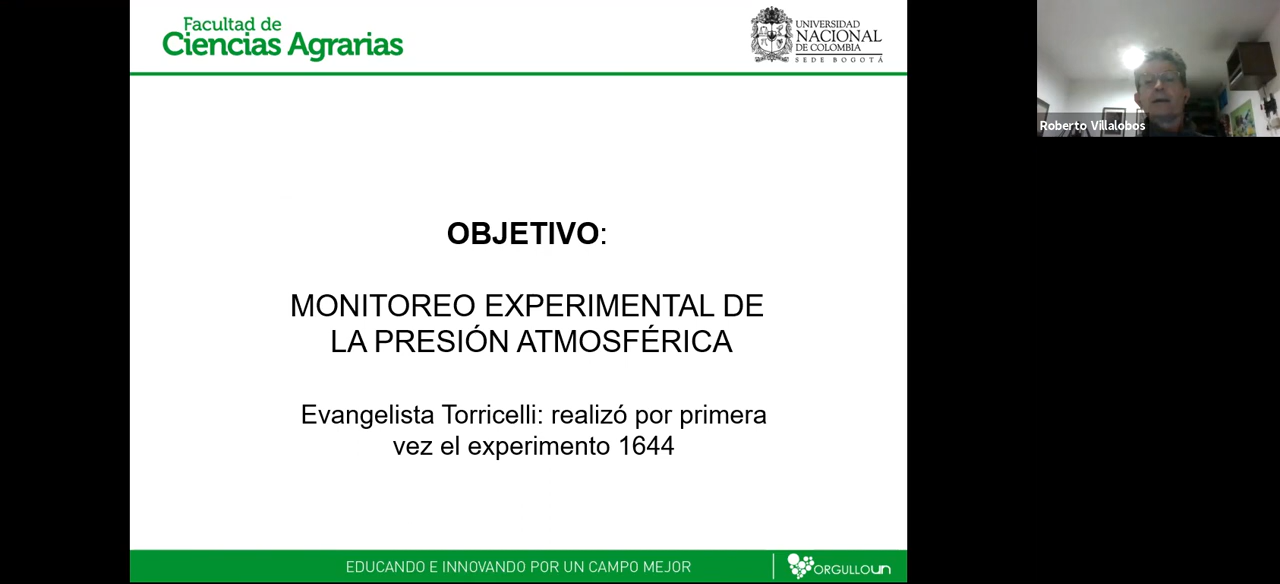 Facultad de
Ciencias Agrarias
UNIVERSIDAD
NACIONAL
DE COLOMBIA
SEDE BOGOTÁ
Roberto Villalobos
OBJETIVO:
MONITOREO EXPERIMENTAL DE
LA PRESIÓN ATMOSFÉRICA
Evangelista Torricelli: realizó por primera
vez el experimento 1644
EDUCANDO E INNOVANDO POR UN CAMPO MEJOR
ORGULLOUN